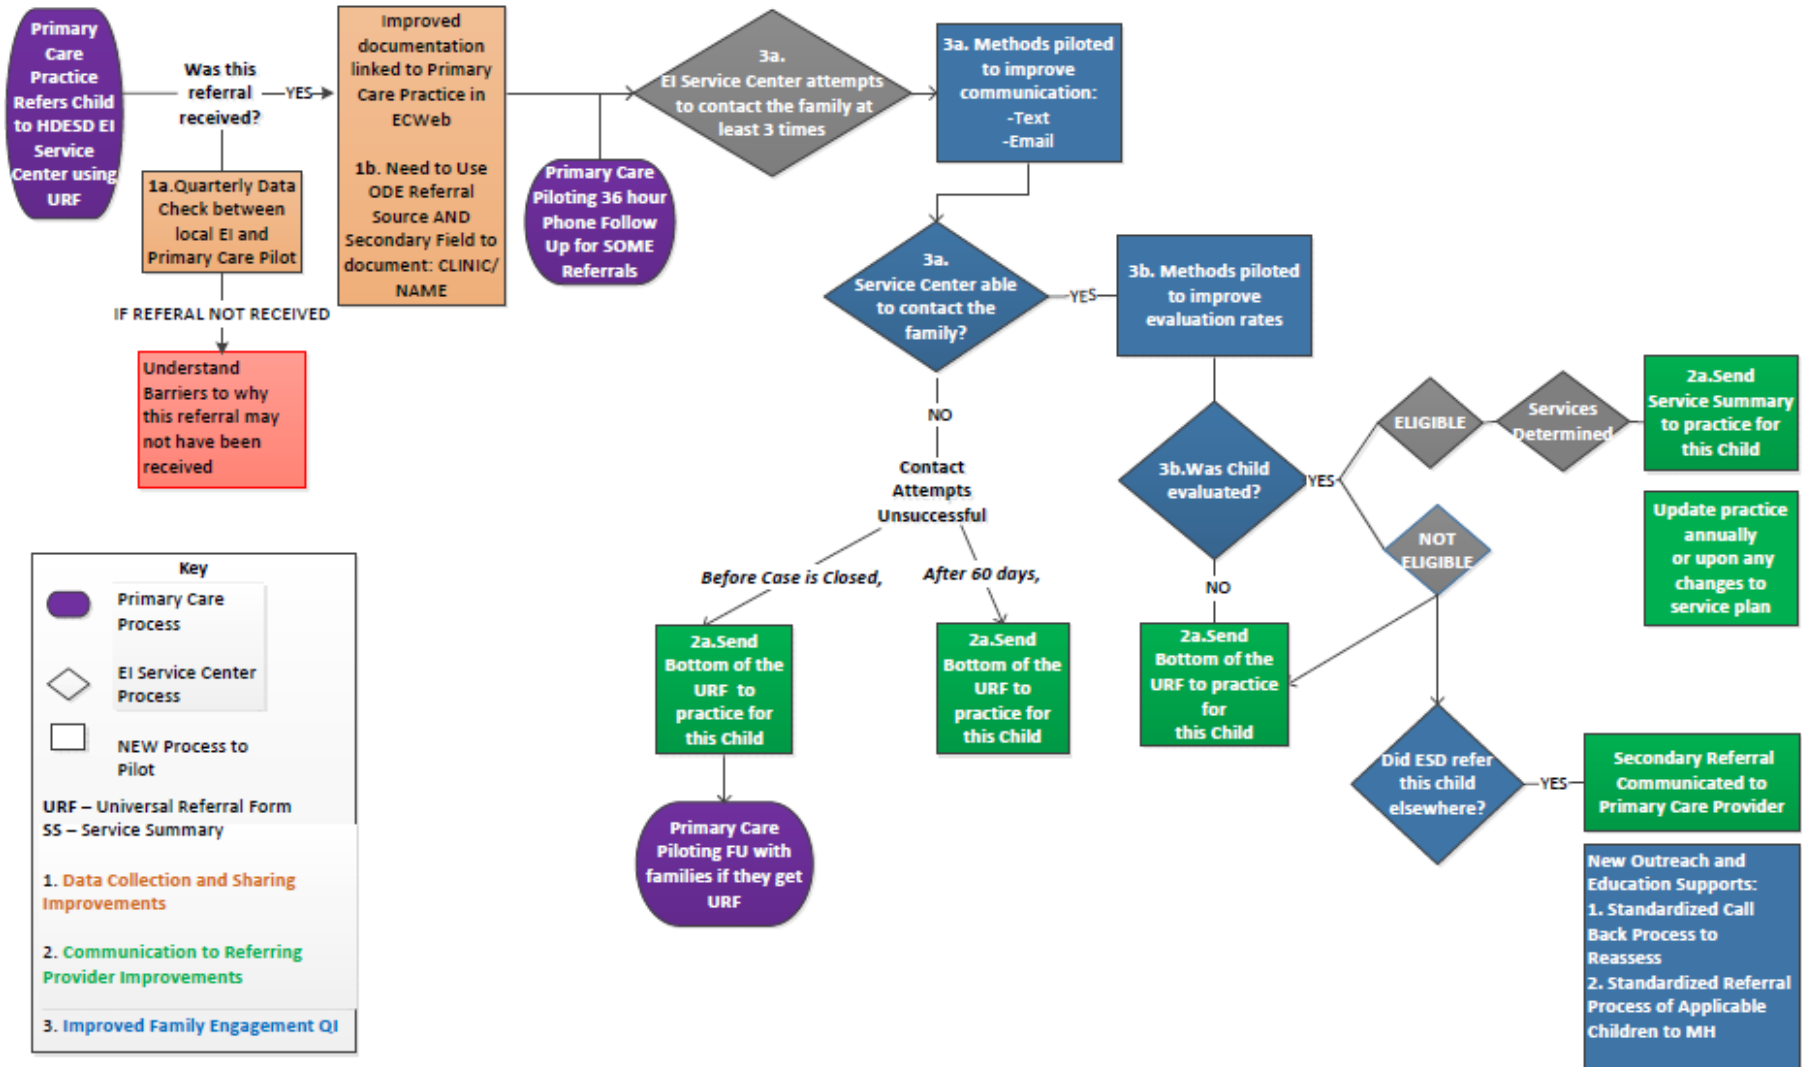 Primary
Care
Practice
Refers Child
to HDESD EI
Service
Center using
URF
Was this
referral
received?
YES
1a.Quarterly Data
Check between
local EI and
Primary Care Pilot
IF REFERAL NOT RECEIVED
Understand
Barriers to why
this referral may
not have been
received
Improved
documentation
linked to Primary
Care Practice in
ECWeb
1b. Need to Use
ODE Referral
Source AND
Secondary Field to
document: CLINIC/
NAME
Primary Care
Piloting 36 hour
Phone Follow
Up for SOME
Referrals
3a.
EI Service Center attempts
to contact the family at
least 3 times
3a. Methods piloted
to improve
communication:
-Text
-Email
3a.
Service Center able
to contact the
family?
YES
3b. Methods piloted
to improve
evaluation rates
NO
Contact
Attempts
Unsuccessful
Before Case is Closed,
After 60 days,
2a.Send
Bottom of the
URF to
practice for
this Child
2a.Send
Bottom of the
URF to
practice for
this Child
Primary Care
Piloting FU with
families if they get
URF
3b.Was Child
evaluated?
YES
NO
2a.Send
Bottom of the
URF to practice
for
this Child
ELIGIBLE
Services
Determined
2a.Send
Service Summary
to practice for
this Child
Update practice
annually
or upon any
changes to
service plan
NOT
ELIGIBLE
Did ESD refer
this child
elsewhere?
YES
Secondary Referral
Communicated to
Primary Care Provider
New Outreach and
Education Supports:
1. Standardized Call
Back Process to
Reassess
2. Standardized Referral
Process of Applicable
Children to MH
Key
Primary Care
Process
EI Service Center
Process
NEW Process to
Pilot
URF – Universal Referral Form
SS – Service Summary
1. Data Collection and Sharing
Improvements
2. Communication to Referring
Provider Improvements
3. Improved Family Engagement QI